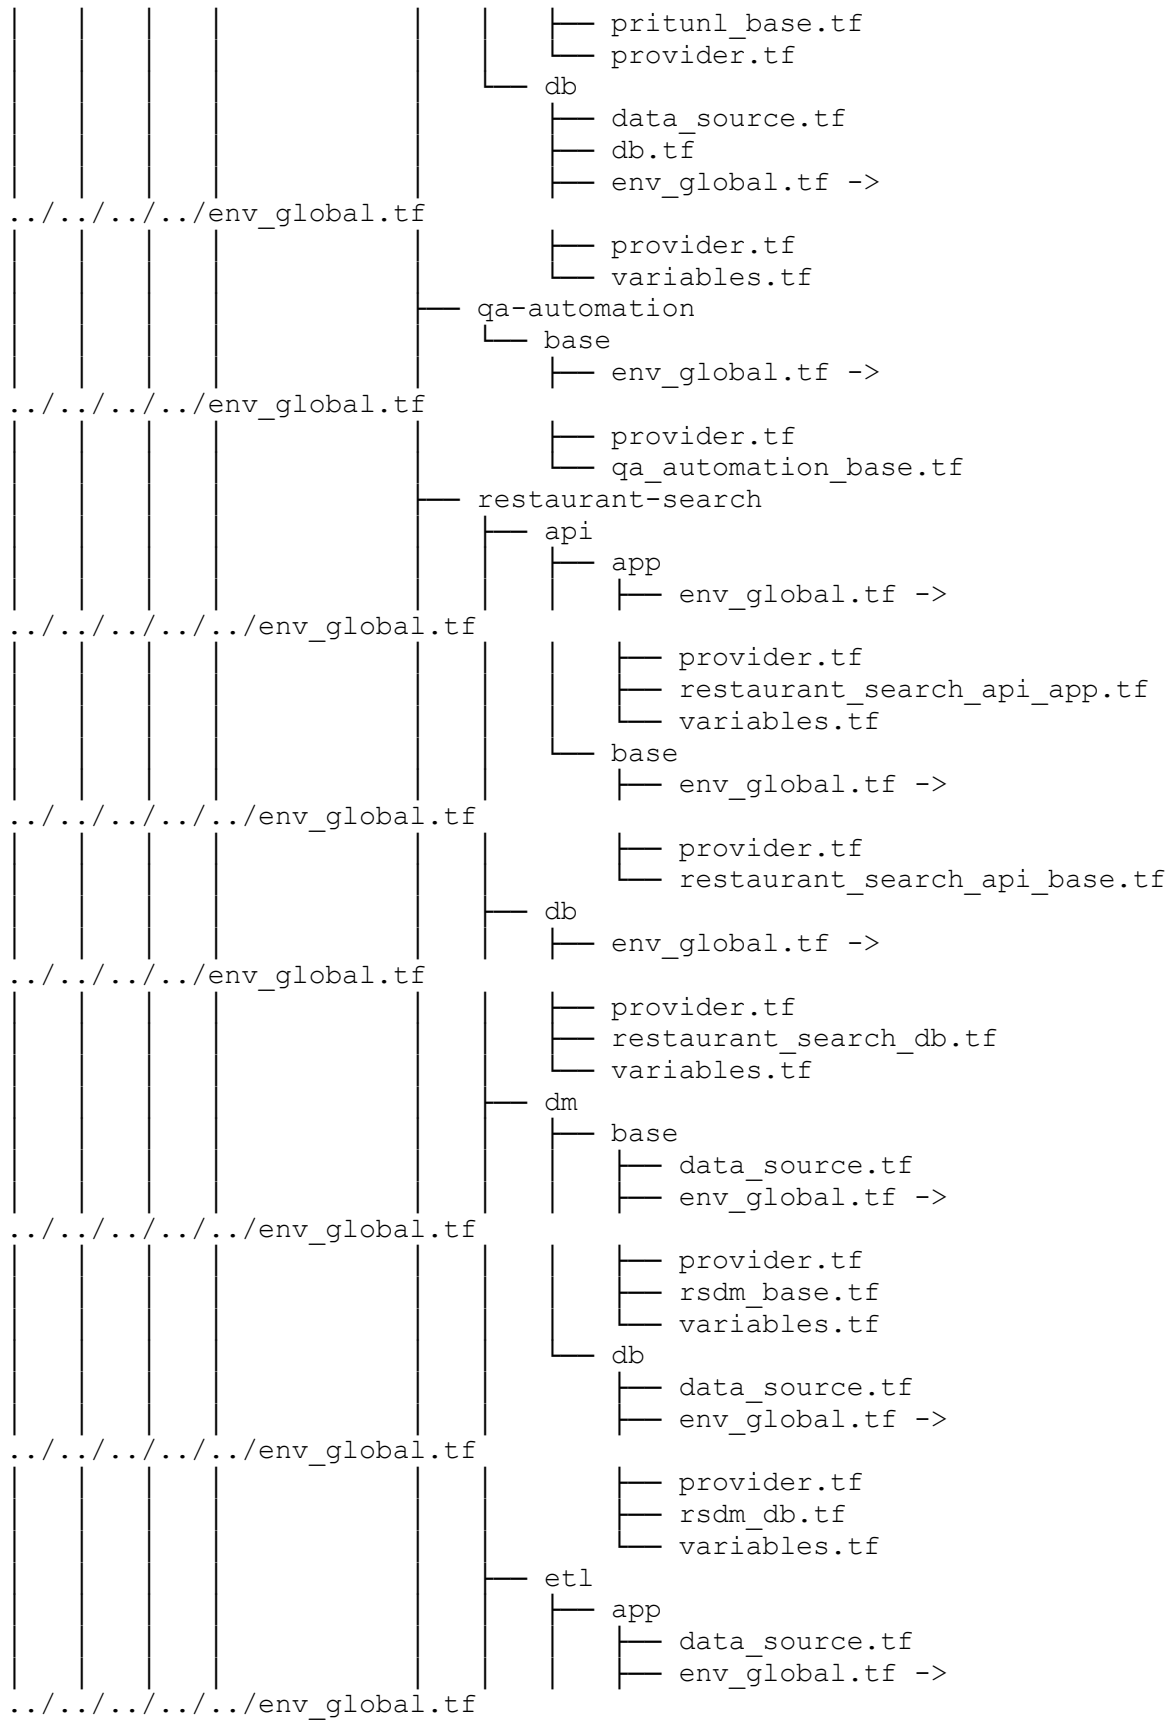 │   │   │   │           │   │   ├── pritunl_base.tf
│   │   │   │           │   │   └── provider.tf
│   │   │   │           │   └── db
│   │   │   │           │       ├── data_source.tf
│   │   │   │           │       ├── db.tf
│   │   │   │           │       ├── env_global.tf ->
../../../../env_global.tf
│   │   │   │           │       ├── provider.tf
│   │   │   │           │       └── variables.tf
│   │   │   │           ├── qa-automation
│   │   │   │           │   └── base
│   │   │   │           │       ├── env_global.tf ->
../../../../env_global.tf
│   │   │   │           │       ├── provider.tf
│   │   │   │           │       └── qa_automation_base.tf
│   │   │   │           ├── restaurant-search
│   │   │   │           │   ├── api
│   │   │   │           │   │   ├── app
│   │   │   │           │   │   │   ├── env_global.tf ->
../../../../../env_global.tf
│   │   │   │           │   │   │   ├── provider.tf
│   │   │   │           │   │   │   ├── restaurant_search_api_app.tf
│   │   │   │           │   │   │   └── variables.tf
│   │   │   │           │   │   └── base
│   │   │   │           │   │       ├── env_global.tf ->
../../../../../env_global.tf
│   │   │   │           │   │       ├── provider.tf
│   │   │   │           │   │       └── restaurant_search_api_base.tf
│   │   │   │           │   ├── db
│   │   │   │           │   │   ├── env_global.tf ->
../../../../env_global.tf
│   │   │   │           │   │   ├── provider.tf
│   │   │   │           │   │   ├── restaurant_search_db.tf
│   │   │   │           │   │   └── variables.tf
│   │   │   │           │   ├── dm
│   │   │   │           │   │   ├── base
│   │   │   │           │   │   │   ├── data_source.tf
│   │   │   │           │   │   │   ├── env_global.tf ->
../../../../../env_global.tf
│   │   │   │           │   │   │   ├── provider.tf
│   │   │   │           │   │   │   ├── rsdm_base.tf
│   │   │   │           │   │   │   └── variables.tf
│   │   │   │           │   │   └── db
│   │   │   │           │   │       ├── data_source.tf
│   │   │   │           │   │       ├── env_global.tf ->
../../../../../env_global.tf
│   │   │   │           │   │       ├── provider.tf
│   │   │   │           │   │       ├── rsdm_db.tf
│   │   │   │           │   │       └── variables.tf
│   │   │   │           │   ├── etl
│   │   │   │           │   │   ├── app
│   │   │   │           │   │   │   ├── data_source.tf
│   │   │   │           │   │   │   ├── env_global.tf ->
../../../../../env_global.tf